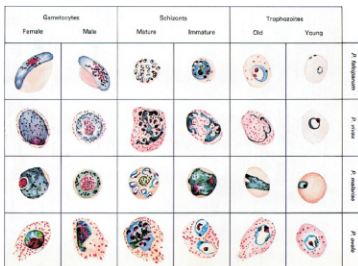 Gametocytes Schizonts Trophozoites
Female Male Mature Immature Old Young
P. falciparum
P. vivax
P. malariae
P. ovale